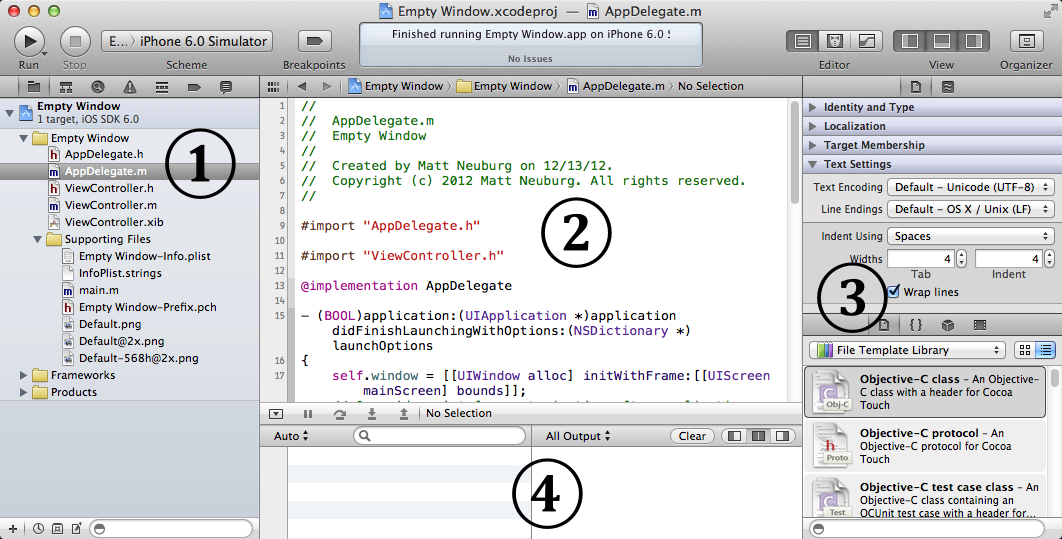 Empty Window.xcodeproj — AppDelegate.m
Run
Stop
E... › iPhone 6.0 Simulator
Scheme
Breakpoints
Finished running Empty Window.app on iPhone 6.0 S
No Issues
Editor
View
Organizer
Empty Window
1 target, iOS SDK 6.0
Empty Window
h AppDelegate.h
m AppDelegate.m
h ViewController.h
m ViewController.m
ViewController.xib
Supporting Files
Empty Window-Info.plist
InfoPlist.strings
m main.m
h Empty Window-Prefix.pch
Default.png
Default@2x.png
Default-568h@2x.png
Frameworks
Products
1
Empty Window › Empty Window › m AppDelegate.m › No Selection
1 //
2 //  AppDelegate.m
3 //  Empty Window
4 //
5 //  Created by Matt Neuburg on 12/13/12.
6 //  Copyright (c) 2012 Matt Neuburg. All rights reserved.
7 //
8
9 #import "AppDelegate.h"
10
11 #import "ViewController.h"
12
13 @implementation AppDelegate
14
15 - (BOOL)application:(UIApplication *)application
didFinishLaunchingWithOptions:(NSDictionary *)
launchOptions
16 {
17 self.window = [[UIWindow alloc] initWithFrame:[[UIScreen
mainScreen] bounds]];
2
No Selection
Auto
All Output
Clear
4
Identity and Type
Localization
Target Membership
Text Settings
Text Encoding Default - Unicode (UTF-8)
Line Endings Default - OS X / Unix (LF)
Indent Using Spaces
Widths 4 4
Tab Indent
Wrap lines
3
{ }
File Template Library
Obj-C
Objective-C class - An Objective-
C class with a header for Cocoa
Touch
h
Proto
Objective-C protocol - An
Objective-C protocol for Cocoa
Touch
C
Test
Objective-C test case class - An
Objective-C class containing an
OCUnit test case with a header for...